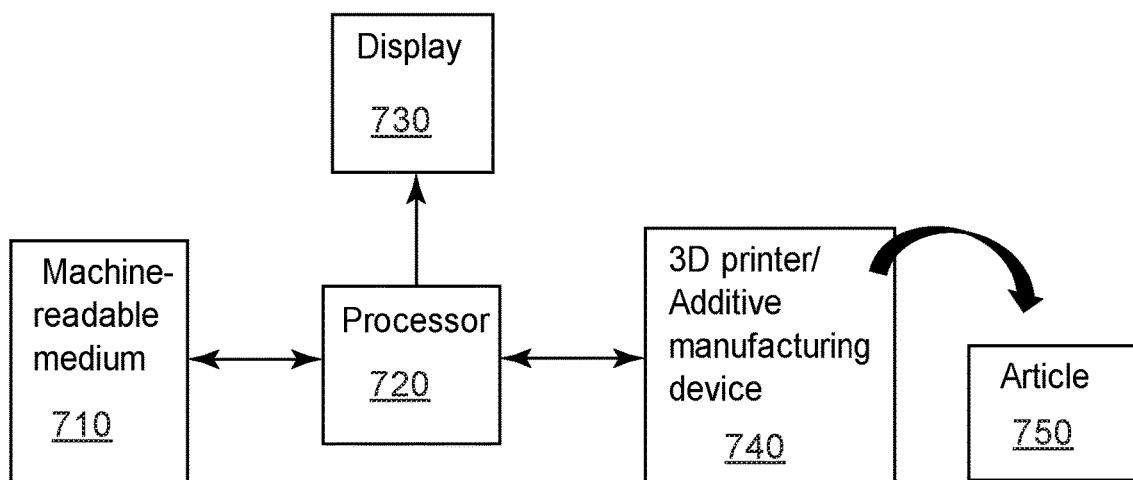 Display
730
Machine-
readable
medium
710
Processor
720
3D printer/
Additive
manufacturing
device
740
Article
750